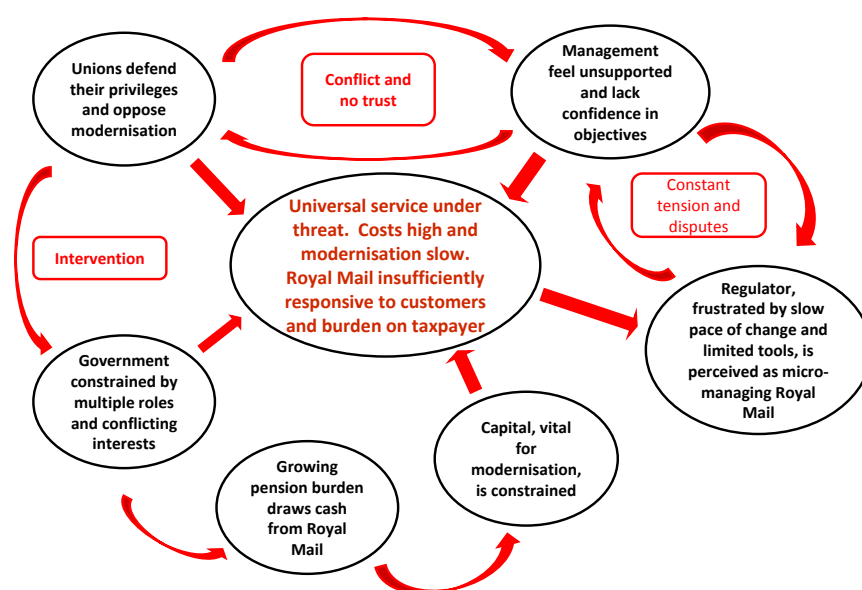 Unions defend
their privileges
and oppose
modernisation
Conflict and
no trust
Management
feel unsupported
and lack
confidence in
objectives
Constant
tension and
disputes
Universal service under
threat.  Costs high and
modernisation slow.
Royal Mail insufficiently
responsive to customers
and burden on taxpayer
Intervention
Regulator,
frustrated by slow
pace of change and
limited tools, is
perceived as micro-
managing Royal
Mail
Government
constrained by
multiple roles
and conflicting
interests
Capital, vital
for
modernisation,
is constrained
Growing
pension burden
draws cash
from Royal
Mail